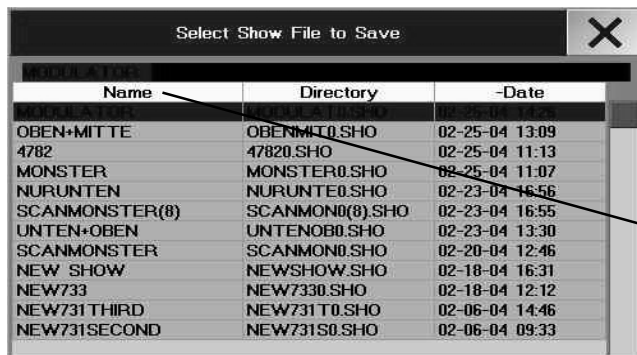 Select Show File to Save
MODULATOR
Name Directory -Date
MODULATOR MODULAT0.SHO 02-25-04 14:26
OBEN+MITTE OBENMIT0.SHO 02-25-04 13:09
4782 47820.SHO 02-25-04 11:13
MONSTER MONSTER0.SHO 02-25-04 11:07
NURUNTEN NURUNTE0.SHO 02-23-04 16:56
SCANMONSTER(8) SCANMON0(8).SHO 02-23-04 16:55
UNTEN+OBEN UNTENOB0.SHO 02-23-04 13:30
SCANMONSTER SCANMON0.SHO 02-20-04 12:46
NEW SHOW NEWSHOW.SHO 02-18-04 16:31
NEW733 NEW7330.SHO 02-18-04 12:12
NEW731THIRD NEW731T0.SHO 02-06-04 14:46
NEW731SECOND NEW731S0.SHO 02-06-04 09:33